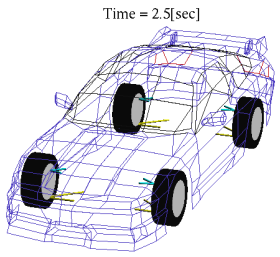 Time = 2.5[sec]